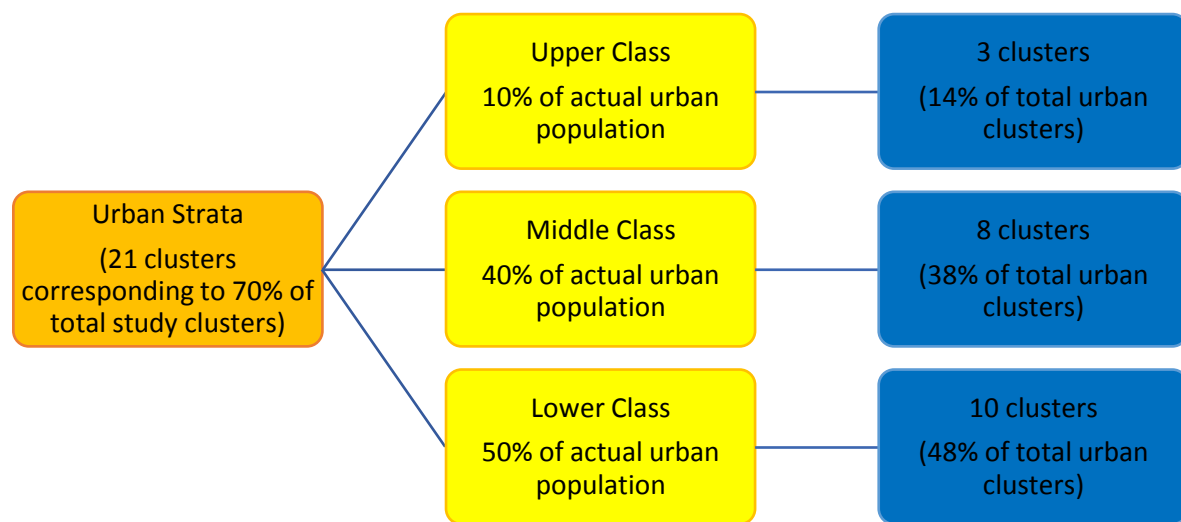 Urban Strata
(21 clusters
corresponding to 70% of
total study clusters)
Upper Class
10% of actual urban
population
3 clusters
(14% of total urban
clusters)
Middle Class
40% of actual urban
population
8 clusters
(38% of total urban
clusters)
Lower Class
50% of actual urban
population
10 clusters
(48% of total urban
clusters)